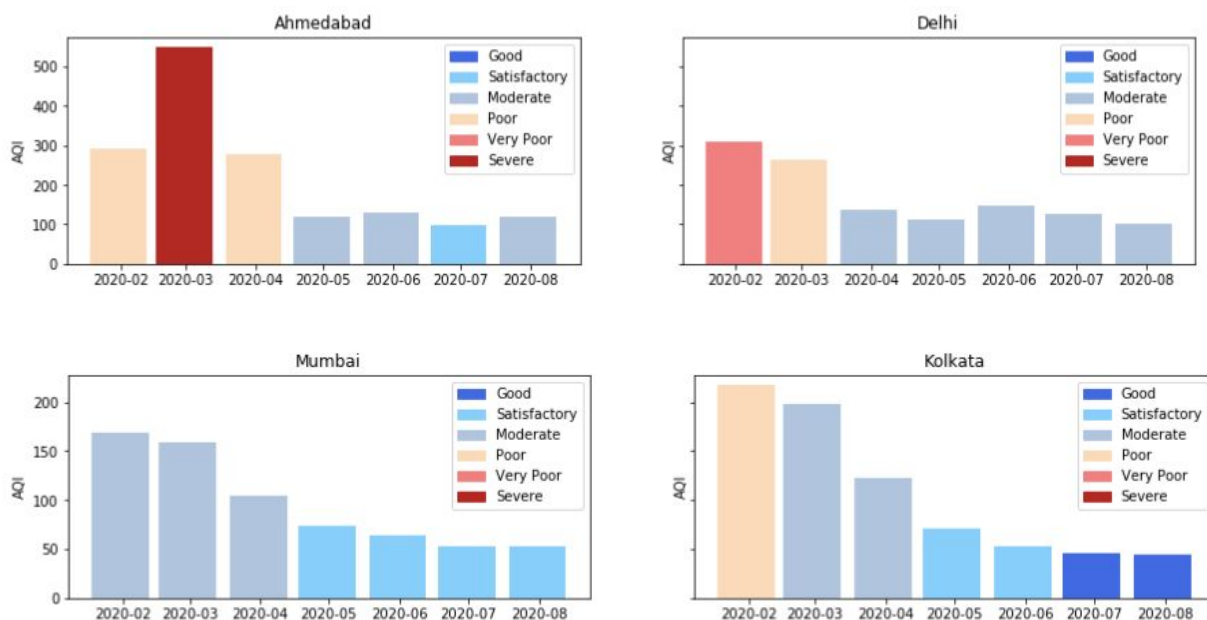 Ahmedabad
AQI
500
400
300
200
100
0
Good
Satisfactory
Moderate
Poor
Very Poor
Severe
2020-02 2020-03 2020-04 2020-05 2020-06 2020-07 2020-08
Delhi
AQI
Good
Satisfactory
Moderate
Poor
Very Poor
Severe
2020-02 2020-03 2020-04 2020-05 2020-06 2020-07 2020-08
Mumbai
AQI
200
150
100
50
0
Good
Satisfactory
Moderate
Poor
Very Poor
Severe
2020-02 2020-03 2020-04 2020-05 2020-06 2020-07 2020-08
Kolkata
AQI
Good
Satisfactory
Moderate
Poor
Very Poor
Severe
2020-02 2020-03 2020-04 2020-05 2020-06 2020-07 2020-08